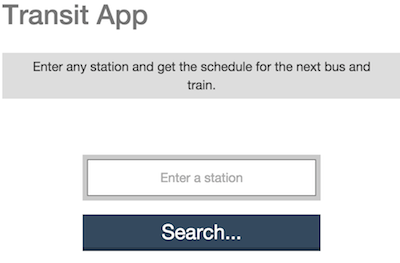 Transit App
Enter any station and get the schedule for the next bus and
train.
Enter a station
Search...